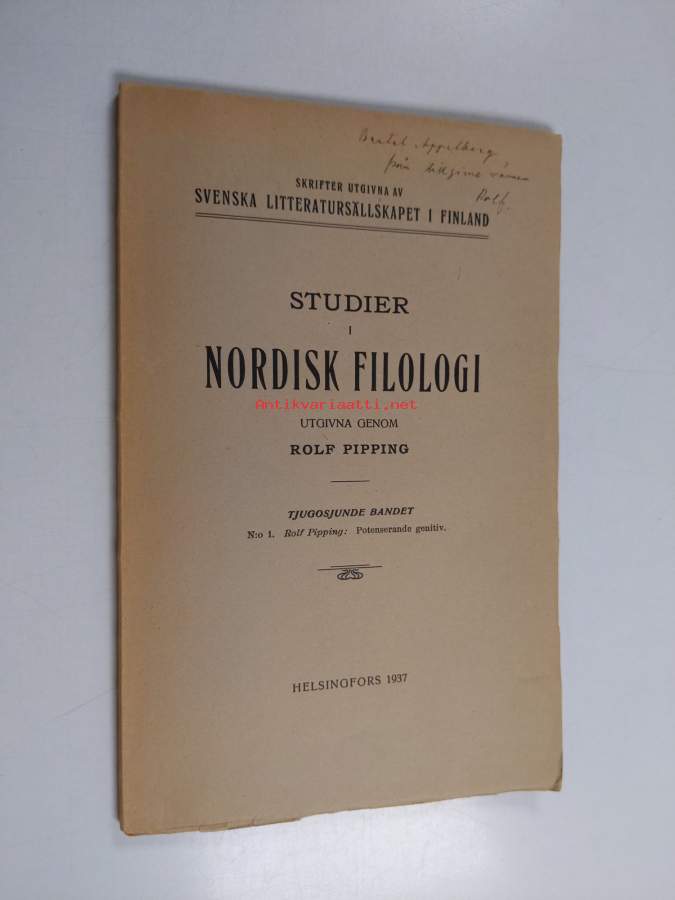 Bertel Appelberg
från tillgivne vännen
Rolf.
SKRIFTER UTGIVNA AV
SVENSKA LITTERATURSÄLLSKAPET I FINLAND
STUDIER
I
NORDISK FILOLOGI
Antikvariaatti.net
UTGIVNA GENOM
ROLF PIPPING
TJUGOSJUNDE BANDET
N:o 1. Rolf Pipping: Potenserande genitiv.
HELSINGFORS 1937